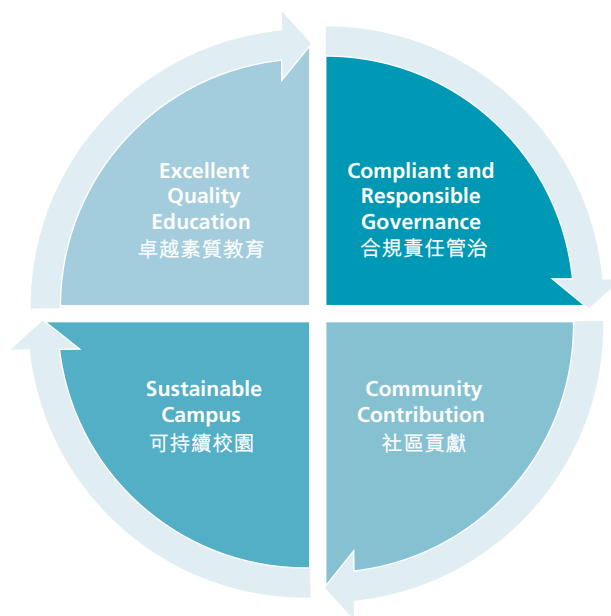 Excellent
Quality
Education
卓越素質教育
Compliant and
Responsible
Governance
合規責任管治
Sustainable
Campus
可持續校園
Community
Contribution
社區貢獻